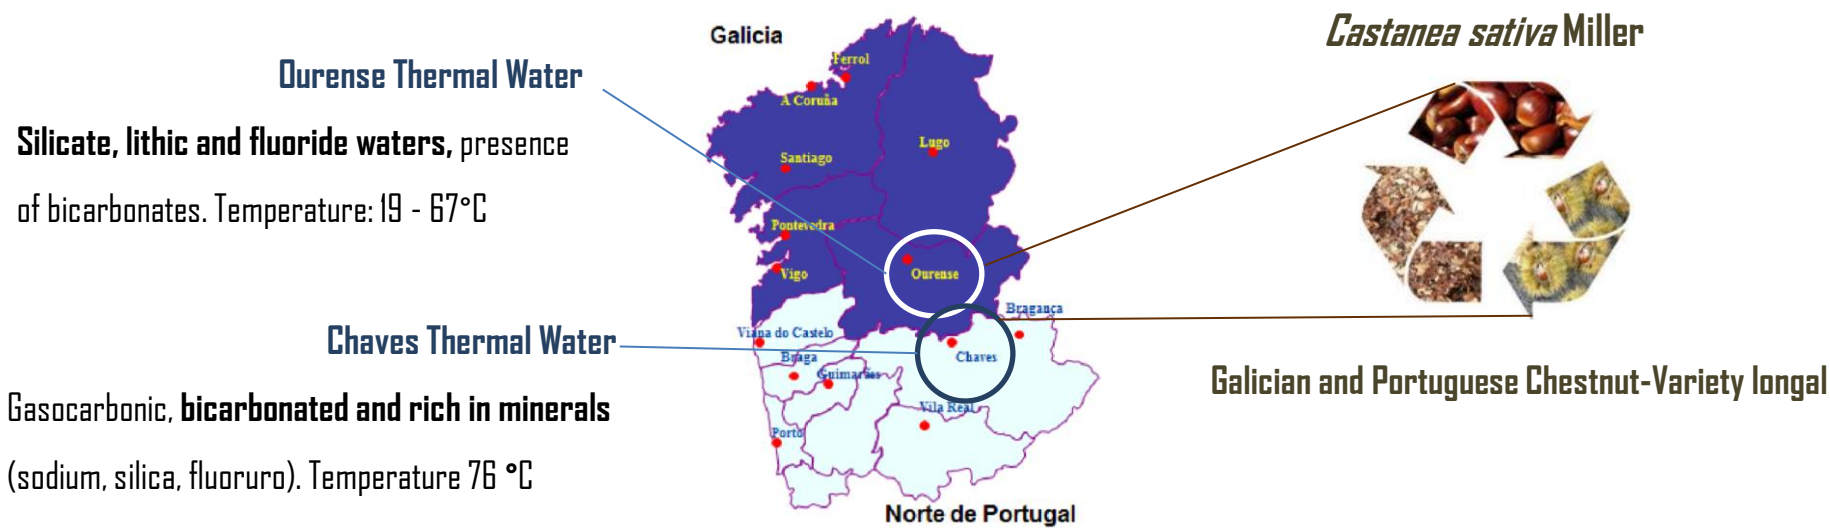 Ourense Thermal Water
Silicate, lithic and fluoride waters, presence
of bicarbonates. Temperature: 19 - 67°C
Chaves Thermal Water
Gasocarbonic, bicarbonated and rich in minerals
(sodium, silica, fluoruro). Temperature 76 °C
Galicia
Ferrol
A Coruña
Lugo
Santiago
Pontevedra
Vigo
Ourense
Bragança
Viana do Castelo
Braga
Chaves
Guimarães
Vila Real
Porto
Norte de Portugal
Castanea sativa Miller
Galician and Portuguese Chestnut-Variety longal